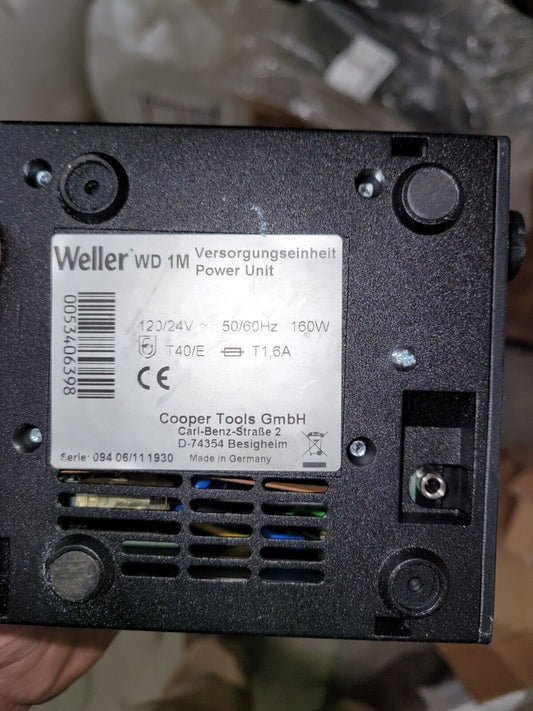 Weller WD 1M Versorgungseinheit
Power Unit
0053406398
120/24V ~ 50/60Hz 160W
T40/E T1,6A
CE
Cooper Tools GmbH
Carl-Benz-Straße 2
D-74354 Besigheim
Serie: 094 06/11 1930 Made in Germany